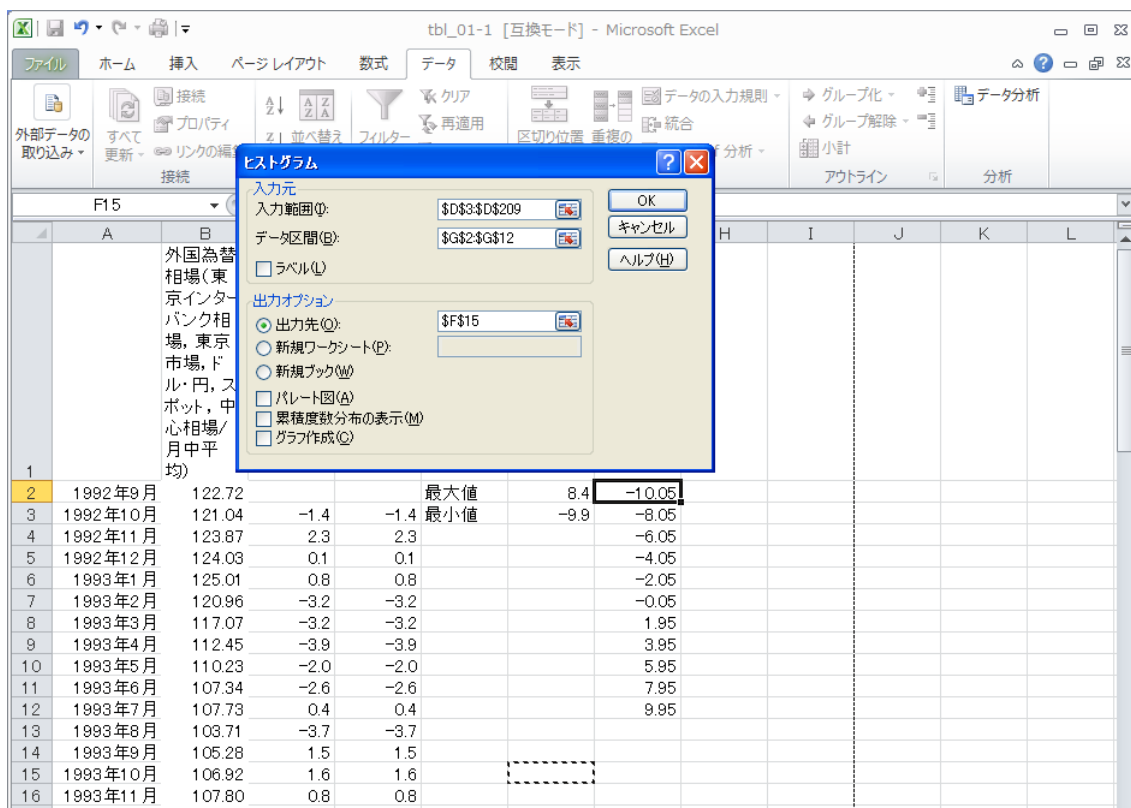 tbl_01-1 [互換モード] - Microsoft Excel
ファイル ホーム 挿入 ページ レイアウト 数式 データ 校閲 表示
外部データの取り込み
すべて更新
接続
プロパティ
リンクの編
接続
並べ替え
フィルター
クリア
再適用
区切り位置
重複の
データの入力規則
統合
分析
グループ化
グループ解除
小計
アウトライン
データ分析
分析
F15
ヒストグラム
入力元
入力範囲(I): $D$3:$D$209
データ区間(B): $G$2:$G$12
ラベル(L)
出力オプション
出力先(O): $F$15
新規ワークシート(P):
新規ブック(W)
パレート図(A)
累積度数分布の表示(M)
グラフ作成(C)
OK
キャンセル
ヘルプ(H)
A B H I J K L
1
外国為替
相場(東
京インター
バンク相
場, 東京
市場, ド
ル・円, ス
ポット, 中
心相場/
月中平
均)
2 1992年9月 122.72 最大値 8.4 -10.05
3 1992年10月 121.04 -1.4 -1.4 最小値 -9.9 -8.05
4 1992年11月 123.87 2.3 2.3 -6.05
5 1992年12月 124.03 0.1 0.1 -4.05
6 1993年1月 125.01 0.8 0.8 -2.05
7 1993年2月 120.96 -3.2 -3.2 -0.05
8 1993年3月 117.07 -3.2 -3.2 1.95
9 1993年4月 112.45 -3.9 -3.9 3.95
10 1993年5月 110.23 -2.0 -2.0 5.95
11 1993年6月 107.34 -2.6 -2.6 7.95
12 1993年7月 107.73 0.4 0.4 9.95
13 1993年8月 103.71 -3.7 -3.7
14 1993年9月 105.28 1.5 1.5
15 1993年10月 106.92 1.6 1.6
16 1993年11月 107.80 0.8 0.8